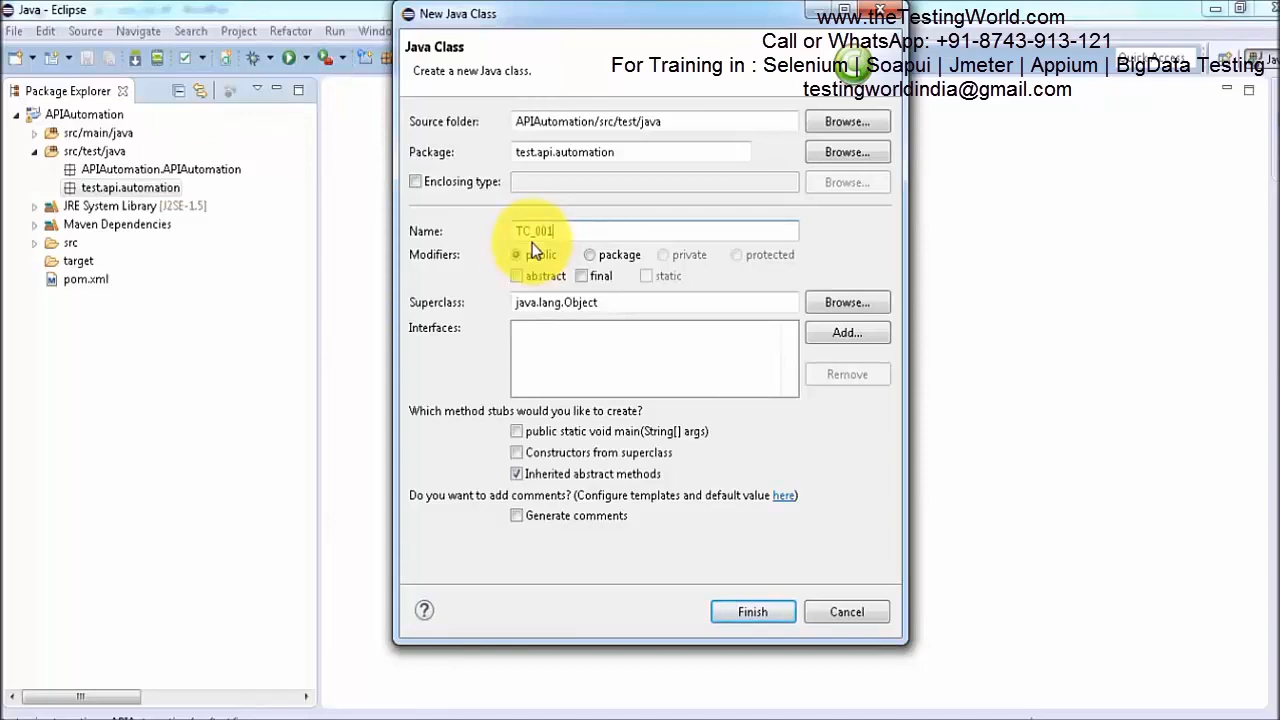 Java - Eclipse
New Java Class
www.theTestingWorld.com
Call or WhatsApp: +91-8743-913-121
For Training in : Selenium | Soapui | Jmeter | Appium | BigData Testing
testingworldindia@gmail.com
File Edit Source Navigate Search Project Refactor Run
Java Class
Create a new Java class.
Package Explorer
APIAutomation
src/main/java
src/test/java
APIAutomation.APIAutomation
test.api.automation
JRE System Library [J2SE-1.5]
Maven Dependencies
src
target
pom.xml
Source folder: APIAutomation/src/test/java Browse...
Package: test.api.automation Browse...
Enclosing type: Browse...
Name: TC_001
Modifiers: public package private protected
abstract final static
Superclass: java.lang.Object Browse...
Interfaces: Add...
Remove
Which method stubs would you like to create?
public static void main(String[] args)
Constructors from superclass
Inherited abstract methods
Do you want to add comments? (Configure templates and default value here)
Generate comments
Finish Cancel